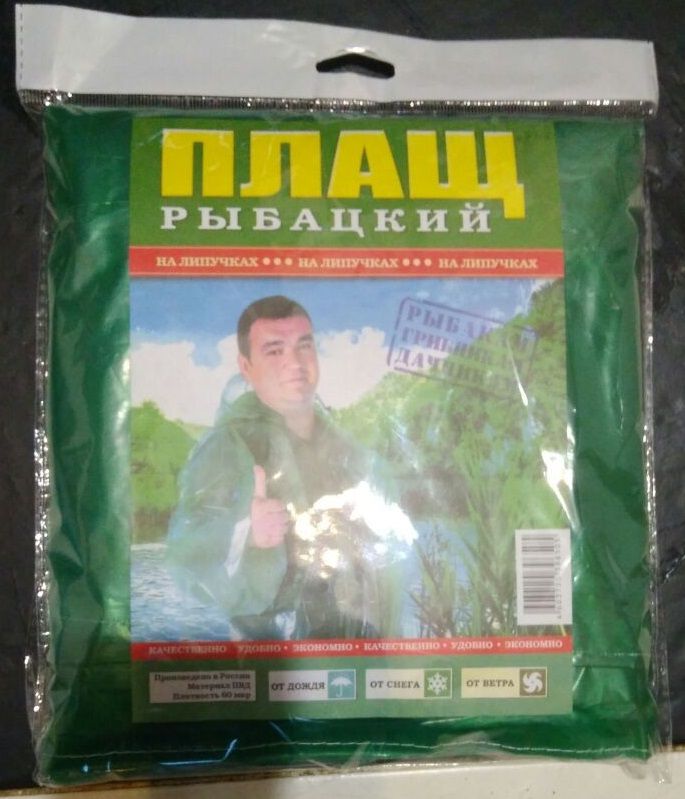 ПЛАЩ
РЫБАЦКИЙ
НА ЛИПУЧКАХ ••• НА ЛИПУЧКАХ ••• НА ЛИПУЧКАХ
РЫБАКАМ
ГРИБНИКАМ
ДАЧНИКАМ
КАЧЕСТВЕННО УДОБНО • ЭКОНОМНО • КАЧЕСТВЕННО • УДОБНО • ЭКОНОМНО
Произведено в России
Материал ПВД
Плотность 60 мкр
ОТ ДОЖДЯ
ОТ СНЕГА
ОТ ВЕТРА